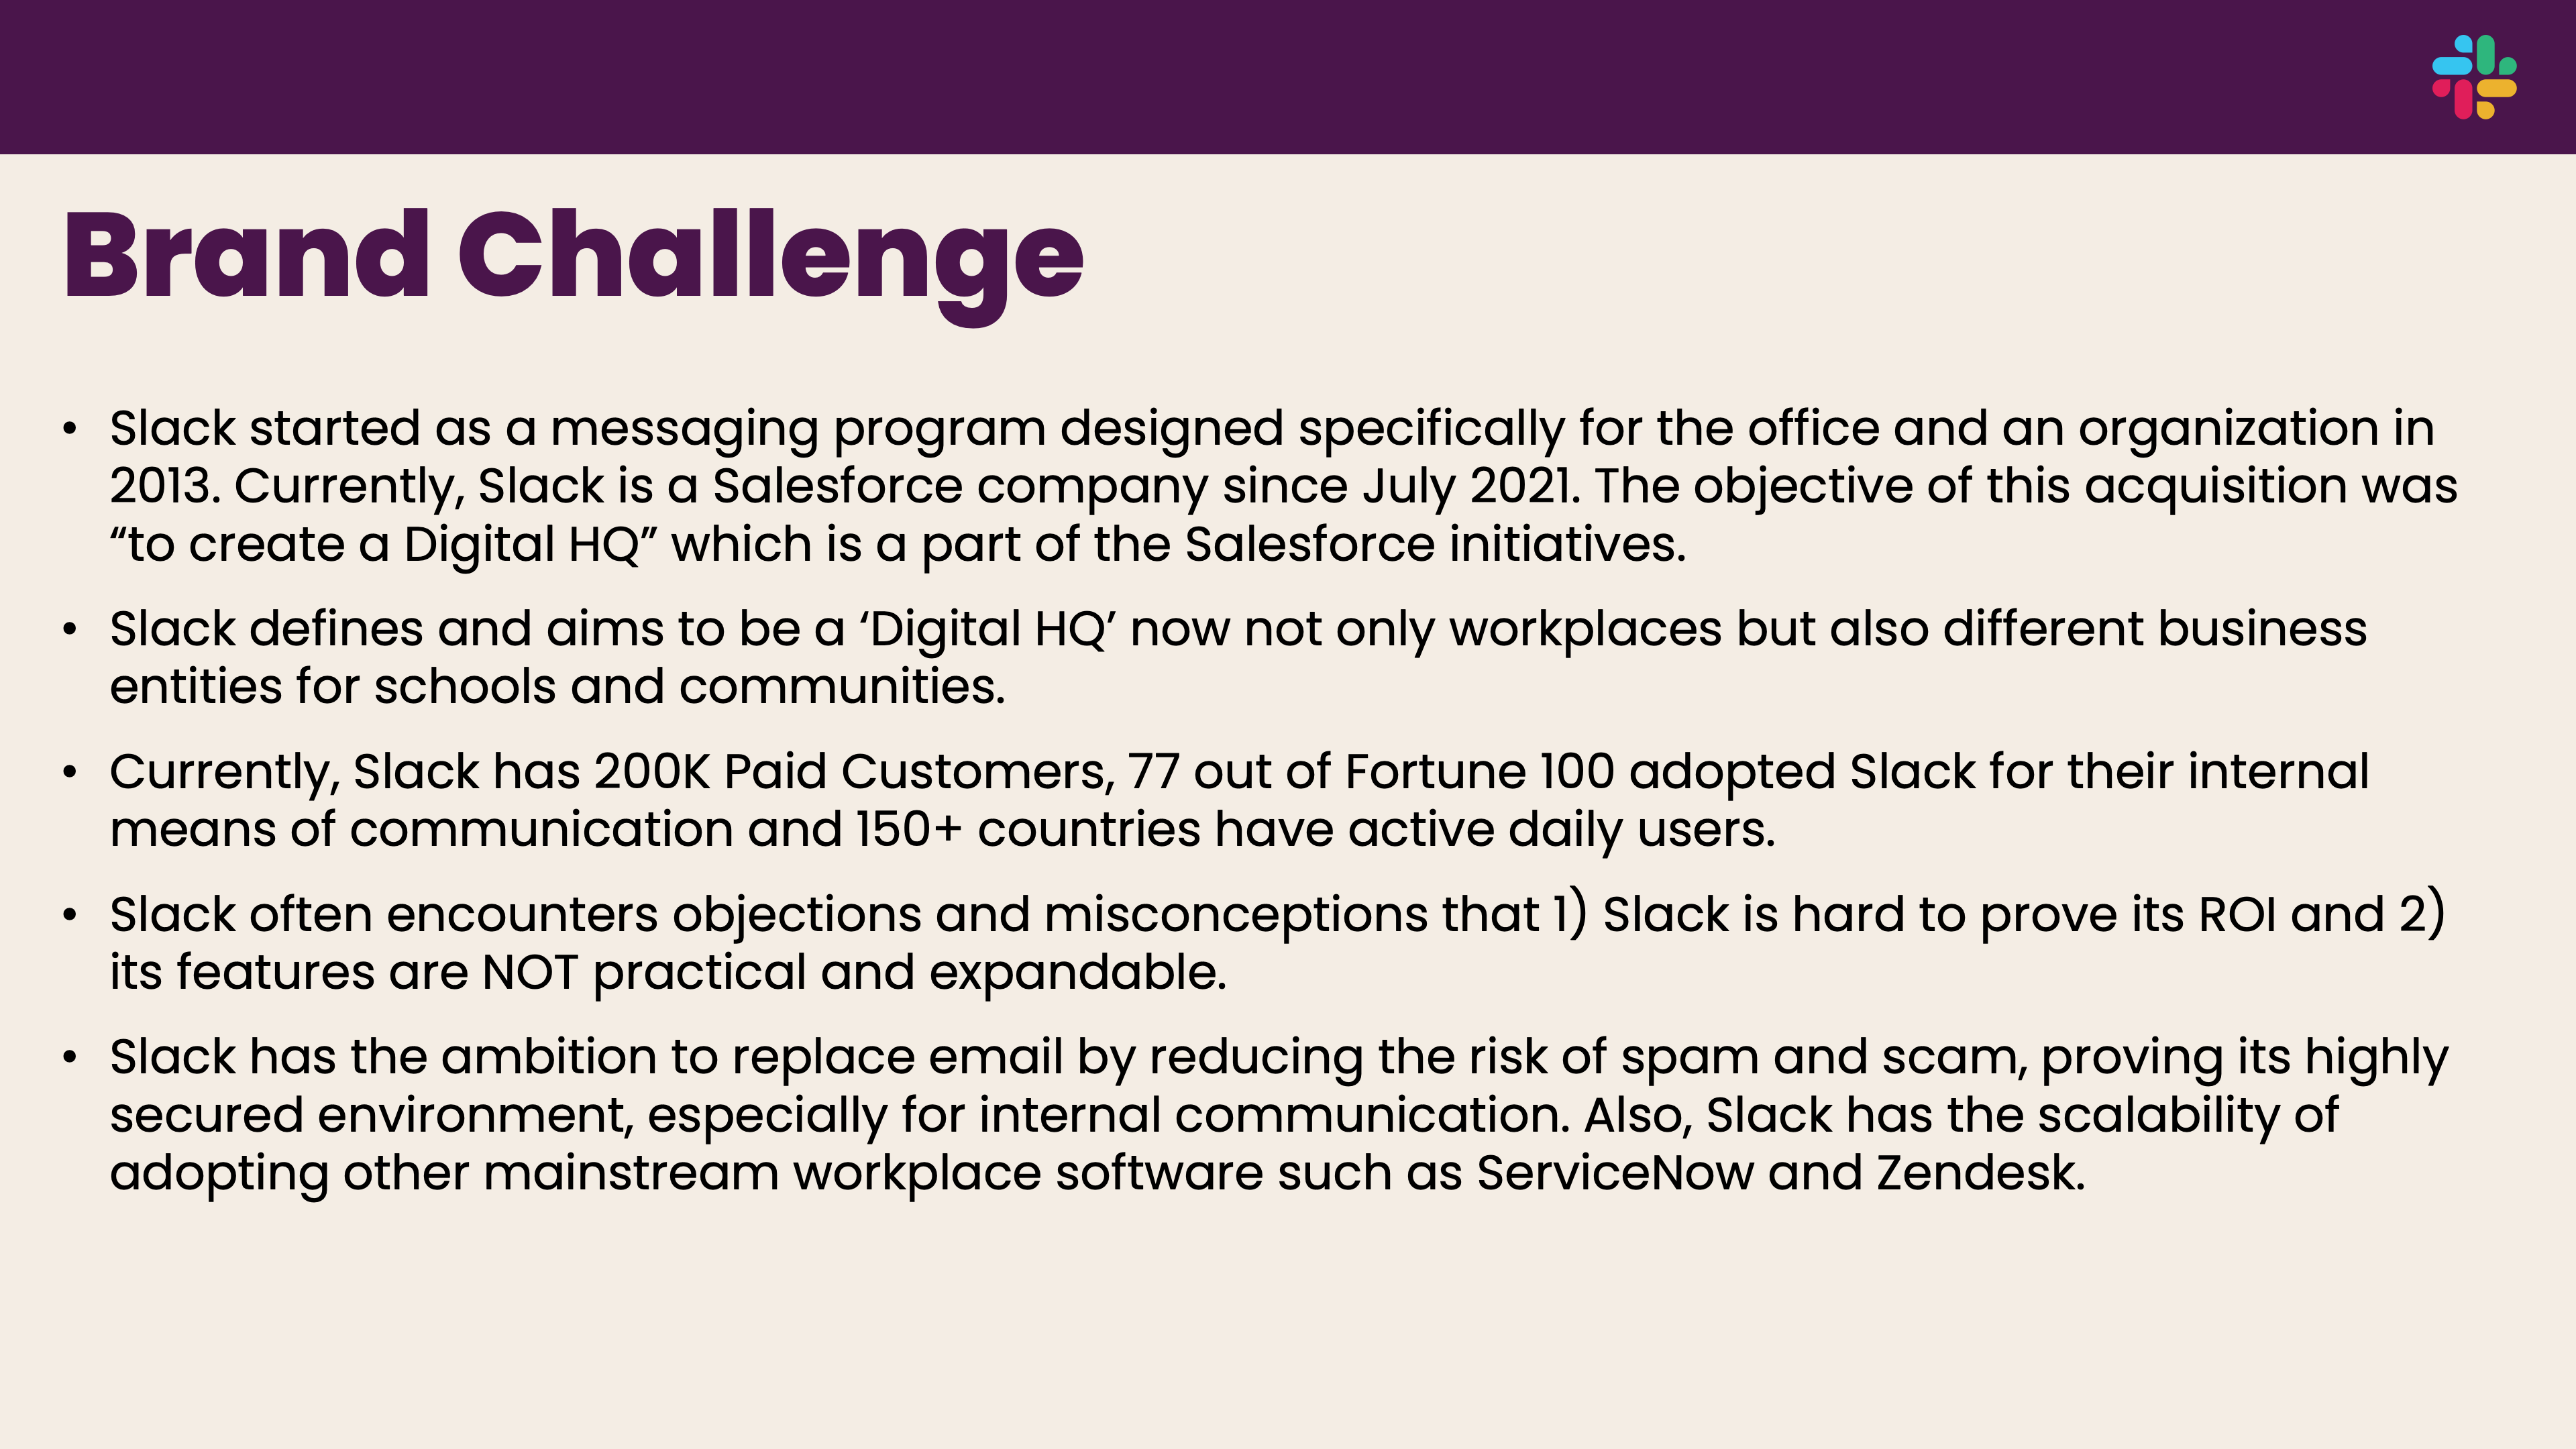 Brand Challenge
• Slack started as a messaging program designed specifically for the office and an organization in
2013. Currently, Slack is a Salesforce company since July 2021. The objective of this acquisition was
“to create a Digital HQ” which is a part of the Salesforce initiatives.
• Slack defines and aims to be a ‘Digital HQ’ now not only workplaces but also different business
entities for schools and communities.
• Currently, Slack has 200K Paid Customers, 77 out of Fortune 100 adopted Slack for their internal
means of communication and 150+ countries have active daily users.
• Slack often encounters objections and misconceptions that 1) Slack is hard to prove its ROI and 2)
its features are NOT practical and expandable.
• Slack has the ambition to replace email by reducing the risk of spam and scam, proving its highly
secured environment, especially for internal communication. Also, Slack has the scalability of
adopting other mainstream workplace software such as ServiceNow and Zendesk.